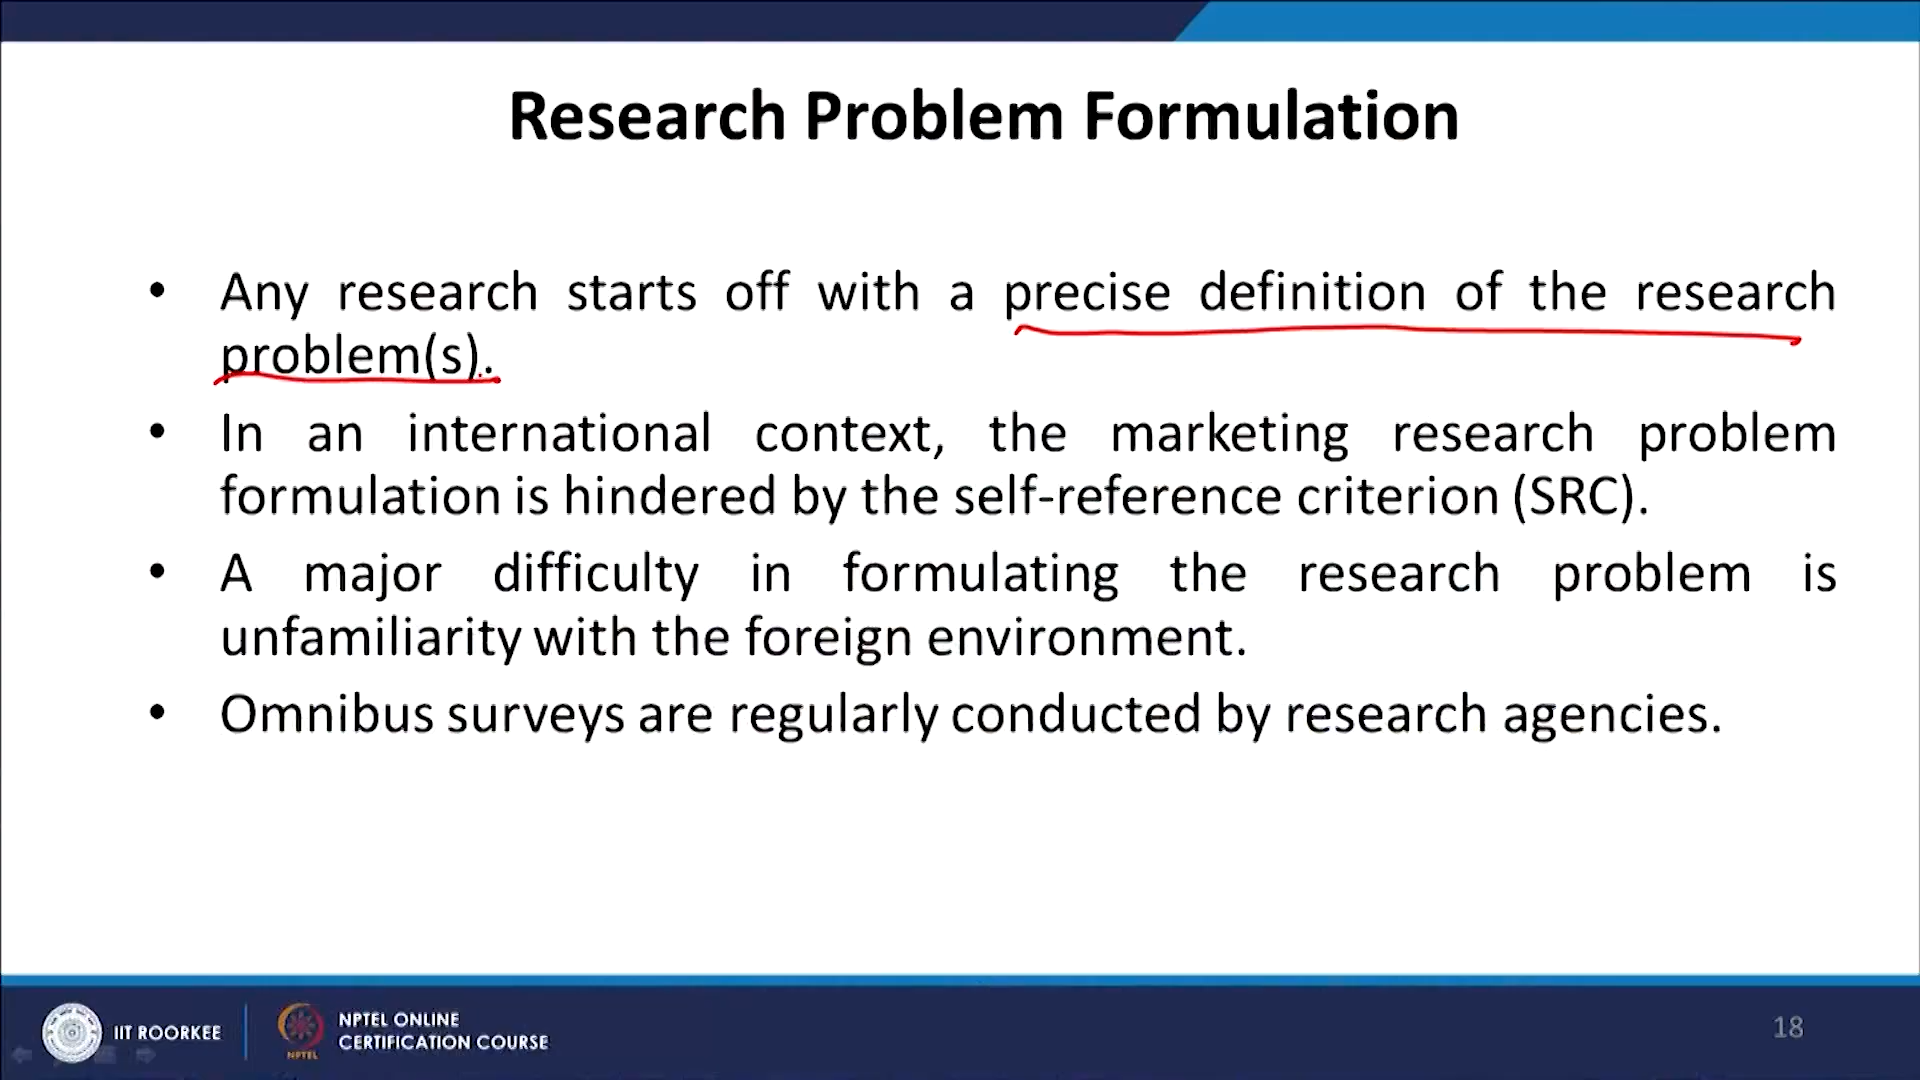 Research Problem Formulation
• Any research starts off with a precise definition of the research
problem(s).
• In an international context, the marketing research problem
formulation is hindered by the self-reference criterion (SRC).
• A major difficulty in formulating the research problem is
unfamiliarity with the foreign environment.
• Omnibus surveys are regularly conducted by research agencies.
IIT ROORKEE
NPTEL
NPTEL ONLINE
CERTIFICATION COURSE
18